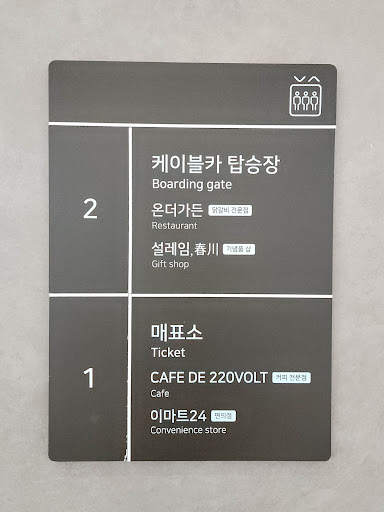 2
케이블카 탑승장
Boarding gate
온더가든 닭갈비 전문점
Restaurant
설레임,春川 기념품 샵
Gift shop
1
매표소
Ticket
CAFE DE 220VOLT 커피 전문점
Cafe
이마트24 편의점
Convenience store